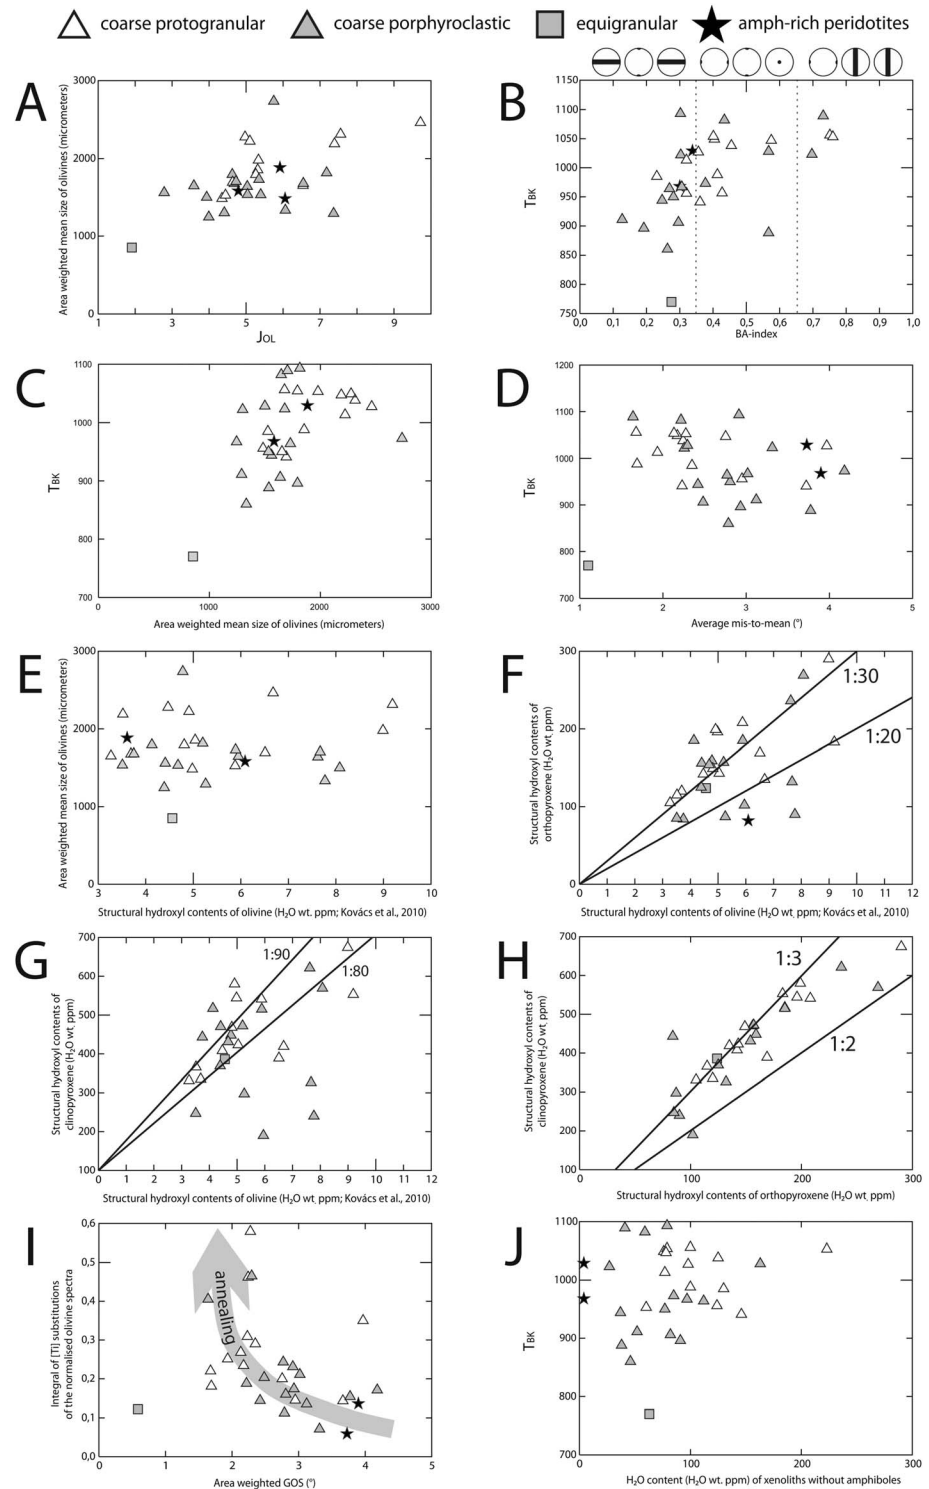 coarse protogranular coarse porphyroclastic equigranular amph-rich peridotites
A
Area weighted mean size of olivines (micrometers)
3000
2000
1000
0
1 3 5 7 9
JOL
B
TBK
1150
1100
1050
1000
950
900
850
800
750
0,0 0,1 0,2 0,3 0,4 0,5 0,6 0,7 0,8 0,9 1,0
BA-index
C
TBK
1100
1000
900
800
700
0 1000 2000 3000
Area weighted mean size of olivines (micrometers)
D
TBK
1200
1100
1000
900
800
700
1 2 3 4 5
Average mis-to-mean (°)
E
Area weighted mean size of olivines (micrometers)
3000
2000
1000
0
3 4 5 6 7 8 9 10
Structural hydroxyl contents of olivine (H2O wt. ppm; Kovács et al., 2010)
F
Structural hydroxyl contents of
orthopyroxene (H2O wt. ppm)
300
200
100
0
1:30
1:20
0 1 2 3 4 5 6 7 8 9 10 11 12
Structural hydroxyl contents of olivine (H2O wt. ppm; Kovács et al., 2010)
G
Structural hydroxyl contents of
clinopyroxene (H2O wt. ppm)
700
600
500
400
300
200
100
1:90
1:80
0 1 2 3 4 5 6 7 8 9 10 11 12
Structural hydroxyl contents of olivine (H2O wt. ppm; Kovács et al., 2010)
H
Structural hydroxyl contents of
clinopyroxene (H2O wt. ppm)
700
600
500
400
300
200
100
1:3
1:2
0 100 200 300
Structural hydroxyl contents of orthopyroxene (H2O wt. ppm)
I
Integral of [Ti] substitutions
of the normalised olivine spectra
0,6
0,5
0,4
0,3
0,2
0,1
0,0
annealing
0 1 2 3 4 5
Area weighted GOS (°)
J
TBK
1100
1000
900
800
700
0 100 200 300
H2O content (H2O wt. ppm) of xenoliths without amphiboles